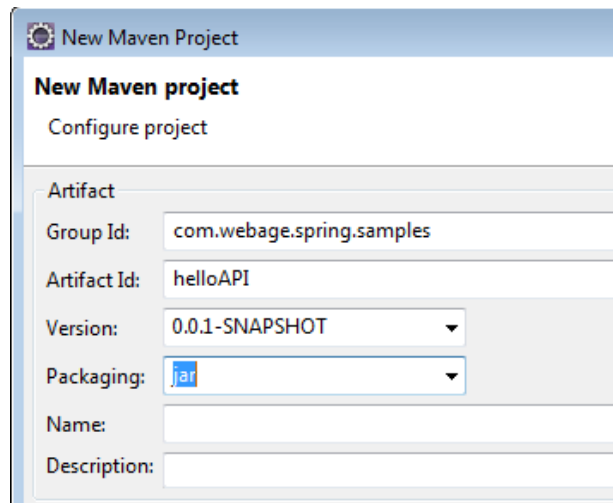 New Maven Project
New Maven project
Configure project
Artifact
Group Id: com.webage.spring.samples
Artifact Id: helloAPI
Version: 0.0.1-SNAPSHOT
Packaging: jar
Name:
Description: